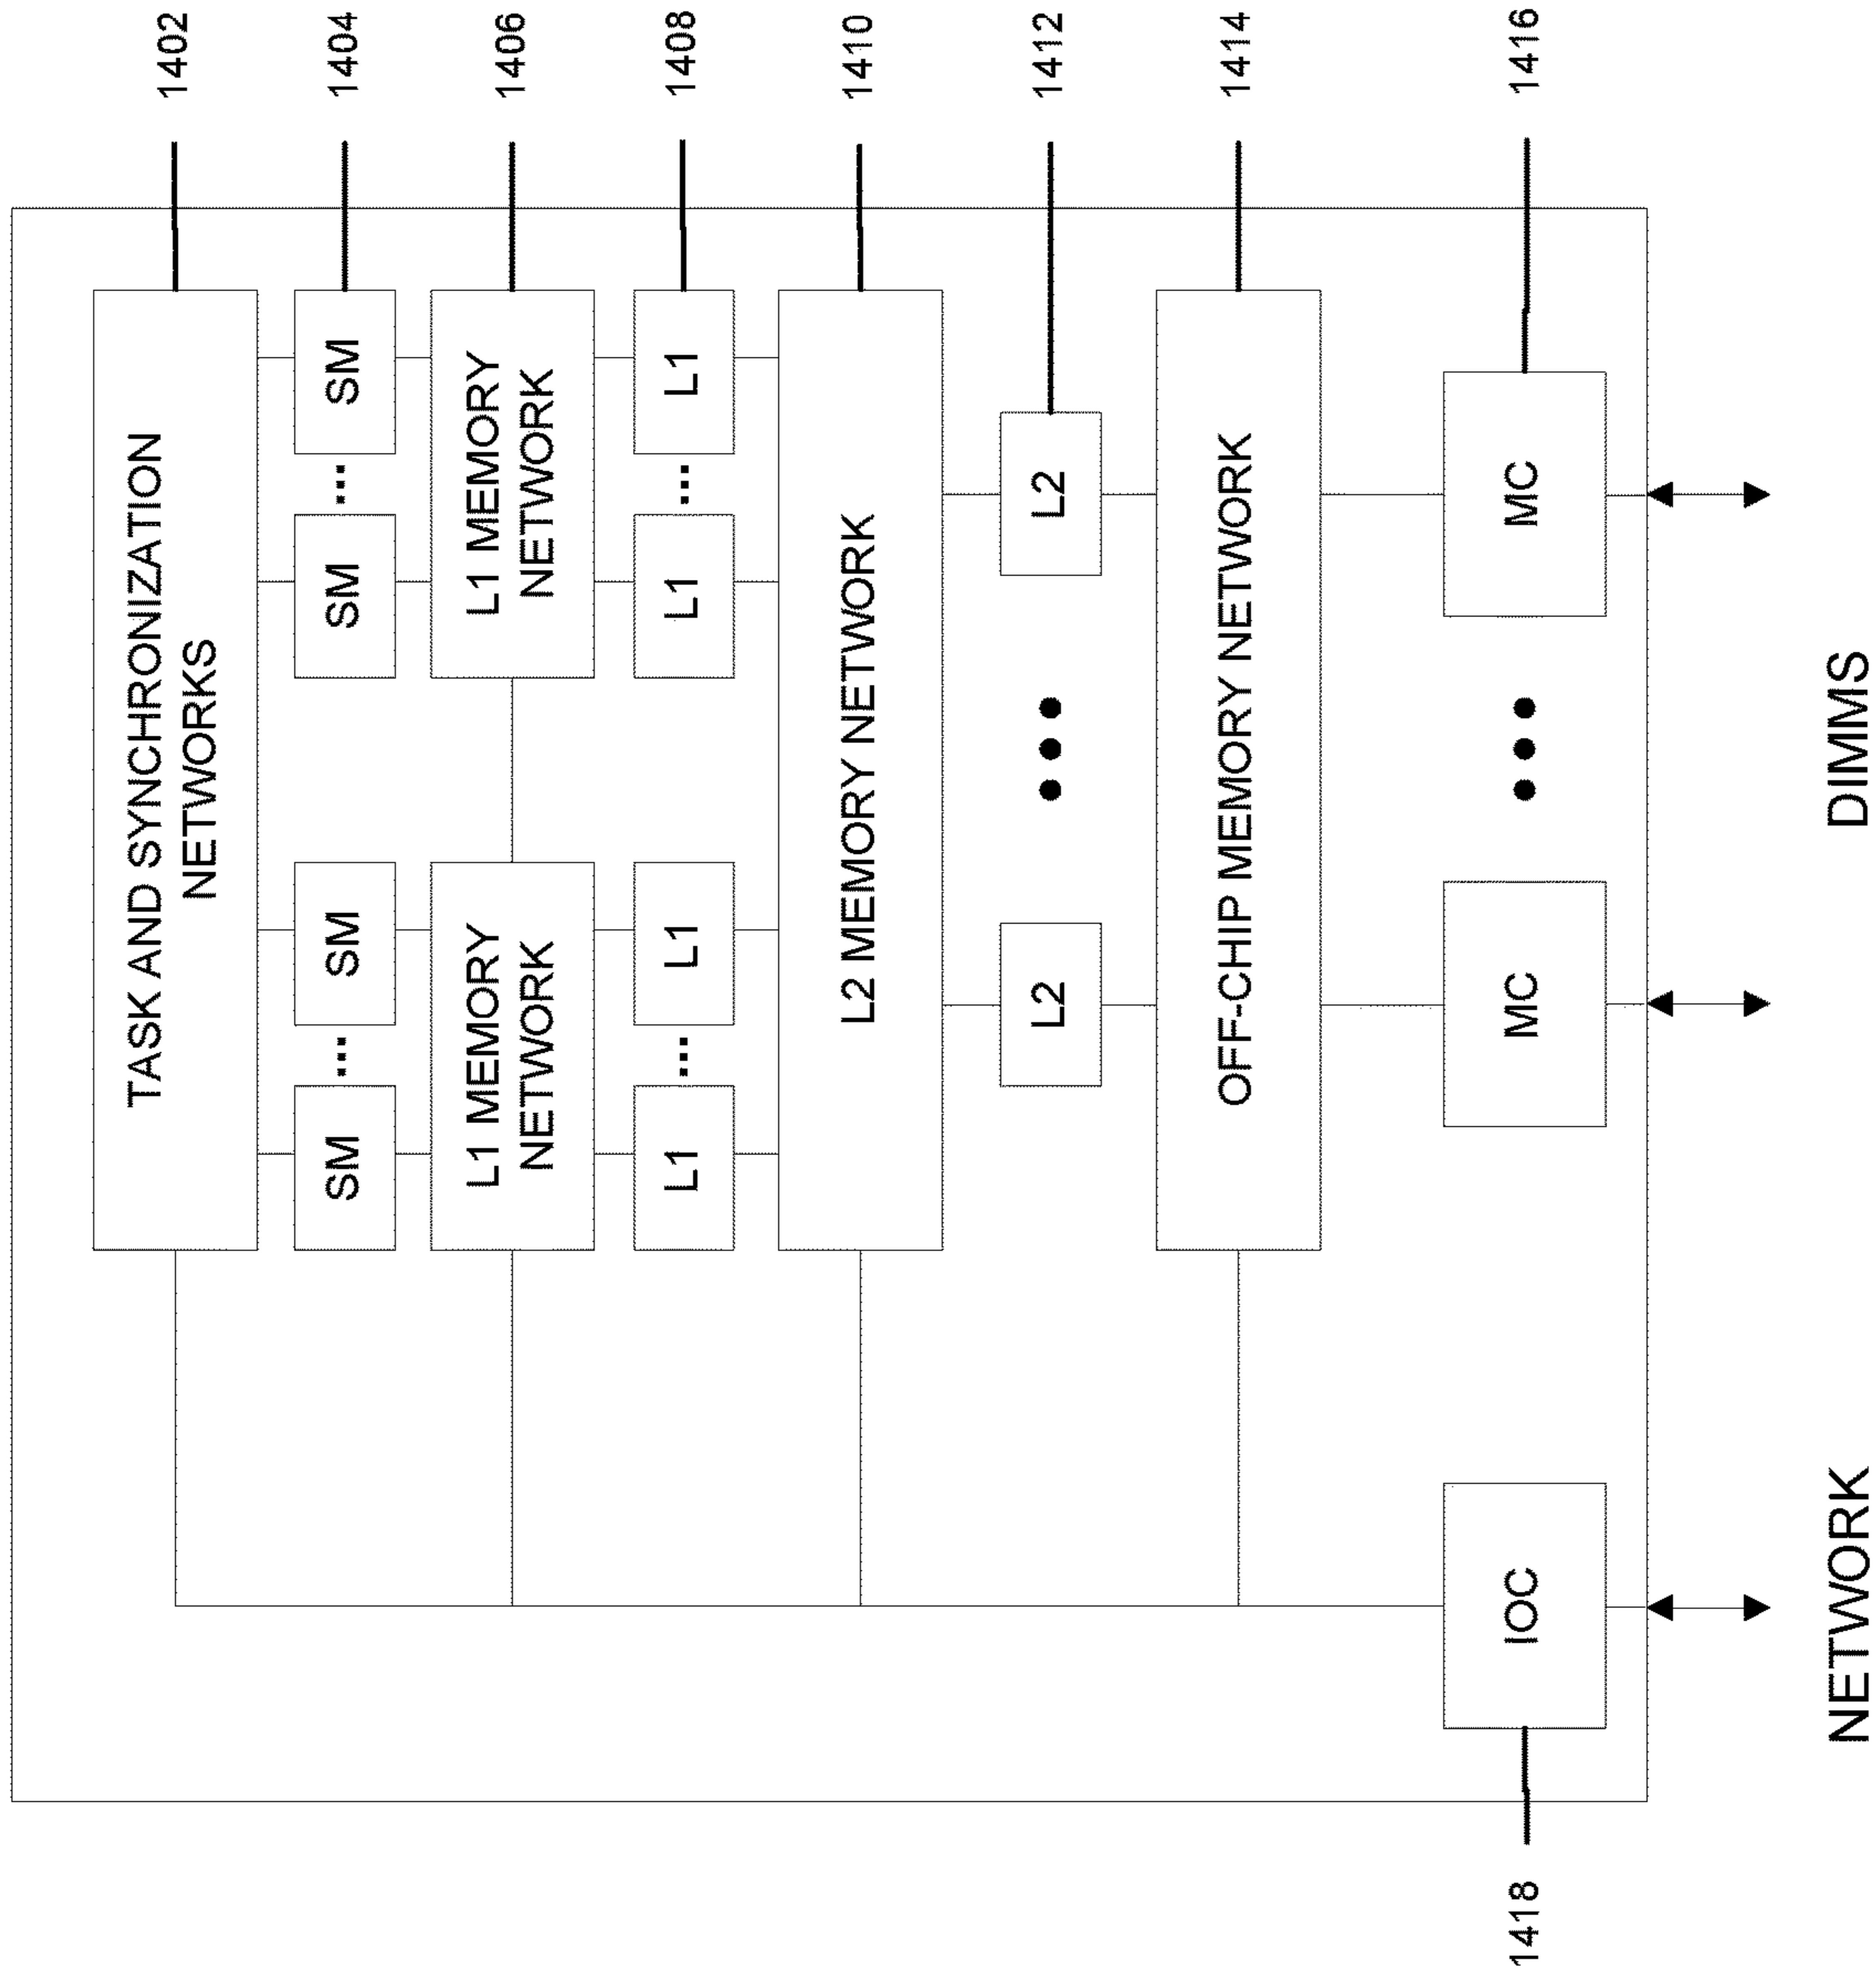 TASK AND SYNCHRONIZATION
NETWORKS
1402
SM
...
SM
SM
...
SM
1404
L1 MEMORY
NETWORK
L1 MEMORY
NETWORK
1406
L1
...
L1
L1
...
L1
1408
L2 MEMORY NETWORK
1410
L2
L2
1412
OFF-CHIP MEMORY NETWORK
1414
1418
IOC
MC
MC
1416
NETWORK
DIMMS